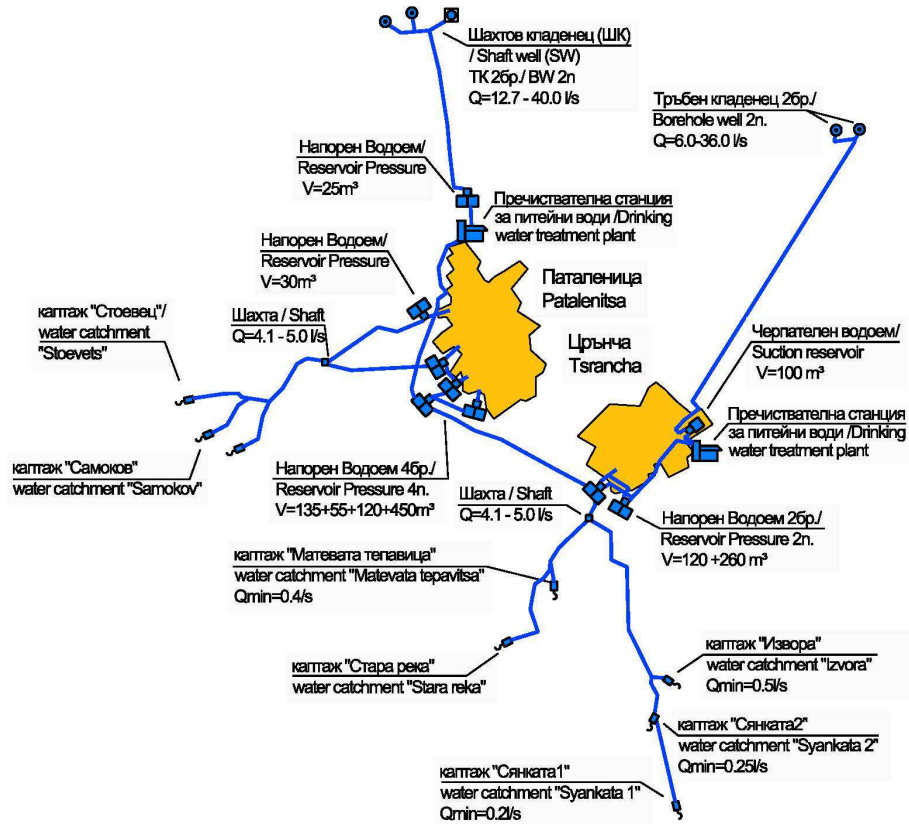 Шахтов кладенец (ШК)
/ Shaft well (SW)
ТК 2бр./ BW 2n
Q=12.7 - 40.0 l/s
Тръбен кладенец 2бр./
Borehole well 2n.
Q=6.0-36.0 l/s
Напорен Водоем/
Reservoir Pressure
V=25m³
Пречиствателна станция
за питейни води /Drinking
water treatment plant
Напорен Водоем/
Reservoir Pressure
V=30m³
Паталеница
Patalenitsa
каптаж "Стоевец"/
water catchment
"Stoevets"
Шахта / Shaft
Q=4.1 - 5.0 l/s
Црънча
Tsrancha
Черпателен водоем/
Suction reservoir
V=100 m³
Пречиствателна станция
за питейни води /Drinking
water treatment plant
каптаж "Самоков"
water catchment "Samokov"
Напорен Водоем 4бр./
Reservoir Pressure 4n.
V=135+55+120+450m³
Шахта / Shaft
Q=4.1 - 5.0 l/s
Напорен Водоем 2бр./
Reservoir Pressure 2n.
V=120 +260 m³
каптаж "Матевата тепавица"
water catchment "Matevata tepavitsa"
Qmin=0.4l/s
каптаж "Стара река"
water catchment "Stara reka"
каптаж "Извора"
water catchment "Izvora"
Qmin=0.5l/s
каптаж "Сянката2"
water catchment "Syankata 2"
Qmin=0.25l/s
каптаж "Сянката1"
water catchment "Syankata 1"
Qmin=0.2l/s